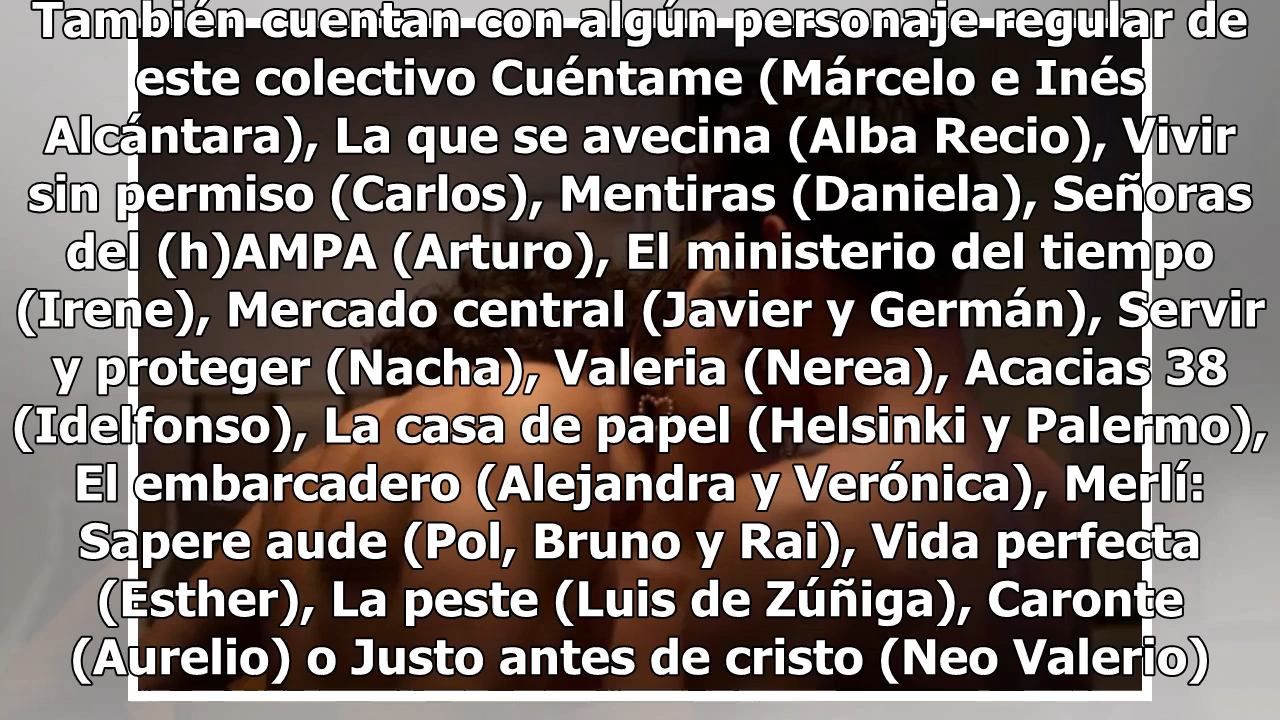 También cuentan con algún personaje regular de
este colectivo Cuéntame (Márcelo e Inés
Alcántara), La que se avecina (Alba Recio), Vivir
sin permiso (Carlos), Mentiras (Daniela), Señoras
del (h)AMPA (Arturo), El ministerio del tiempo
(Irene), Mercado central (Javier y Germán), Servir
y proteger (Nacha), Valeria (Nerea), Acacias 38
(Idelfonso), La casa de papel (Helsinki y Palermo),
El embarcadero (Alejandra y Verónica), Merlí:
Sapere aude (Pol, Bruno y Rai), Vida perfecta
(Esther), La peste (Luis de Zúñiga), Caronte
(Aurelio) o Justo antes de cristo (Neo Valerio)